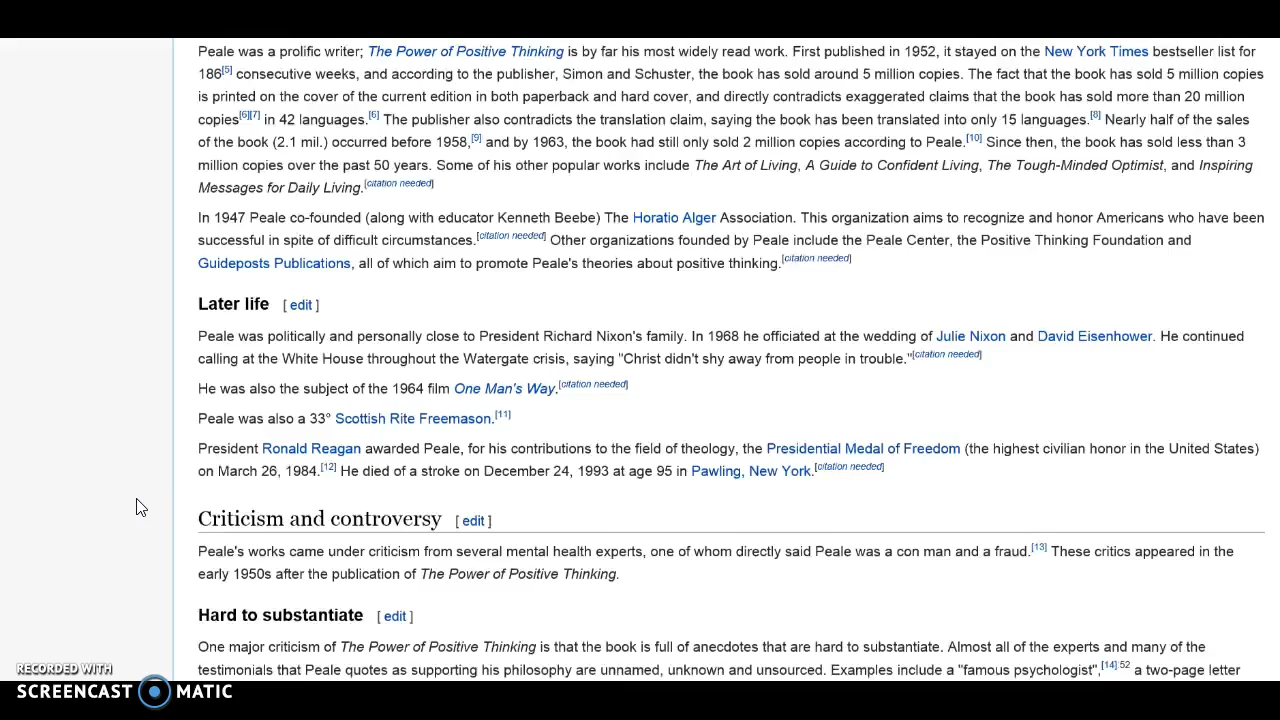 Peale was a prolific writer; The Power of Positive Thinking is by far his most widely read work. First published in 1952, it stayed on the New York Times bestseller list for
186[5] consecutive weeks, and according to the publisher, Simon and Schuster, the book has sold around 5 million copies. The fact that the book has sold 5 million copies
is printed on the cover of the current edition in both paperback and hard cover, and directly contradicts exaggerated claims that the book has sold more than 20 million
copies[6][7] in 42 languages.[6] The publisher also contradicts the translation claim, saying the book has been translated into only 15 languages.[8] Nearly half of the sales
of the book (2.1 mil.) occurred before 1958,[9] and by 1963, the book had still only sold 2 million copies according to Peale.[10] Since then, the book has sold less than 3
million copies over the past 50 years. Some of his other popular works include The Art of Living, A Guide to Confident Living, The Tough-Minded Optimist, and Inspiring
Messages for Daily Living.[citation needed]
In 1947 Peale co-founded (along with educator Kenneth Beebe) The Horatio Alger Association. This organization aims to recognize and honor Americans who have been
successful in spite of difficult circumstances.[citation needed] Other organizations founded by Peale include the Peale Center, the Positive Thinking Foundation and
Guideposts Publications, all of which aim to promote Peale's theories about positive thinking.[citation needed]
Later life [ edit ]
Peale was politically and personally close to President Richard Nixon's family. In 1968 he officiated at the wedding of Julie Nixon and David Eisenhower. He continued
calling at the White House throughout the Watergate crisis, saying "Christ didn't shy away from people in trouble."[citation needed]
He was also the subject of the 1964 film One Man's Way.[citation needed]
Peale was also a 33° Scottish Rite Freemason.[11]
President Ronald Reagan awarded Peale, for his contributions to the field of theology, the Presidential Medal of Freedom (the highest civilian honor in the United States)
on March 26, 1984.[12] He died of a stroke on December 24, 1993 at age 95 in Pawling, New York.[citation needed]
Criticism and controversy [ edit ]
Peale's works came under criticism from several mental health experts, one of whom directly said Peale was a con man and a fraud.[13] These critics appeared in the
early 1950s after the publication of The Power of Positive Thinking.
Hard to substantiate [ edit ]
One major criticism of The Power of Positive Thinking is that the book is full of anecdotes that are hard to substantiate. Almost all of the experts and many of the
testimonials that Peale quotes as supporting his philosophy are unnamed, unknown and unsourced. Examples include a "famous psychologist",[14]:52 a two-page letter
RECORDED WITH
SCREENCAST MATIC